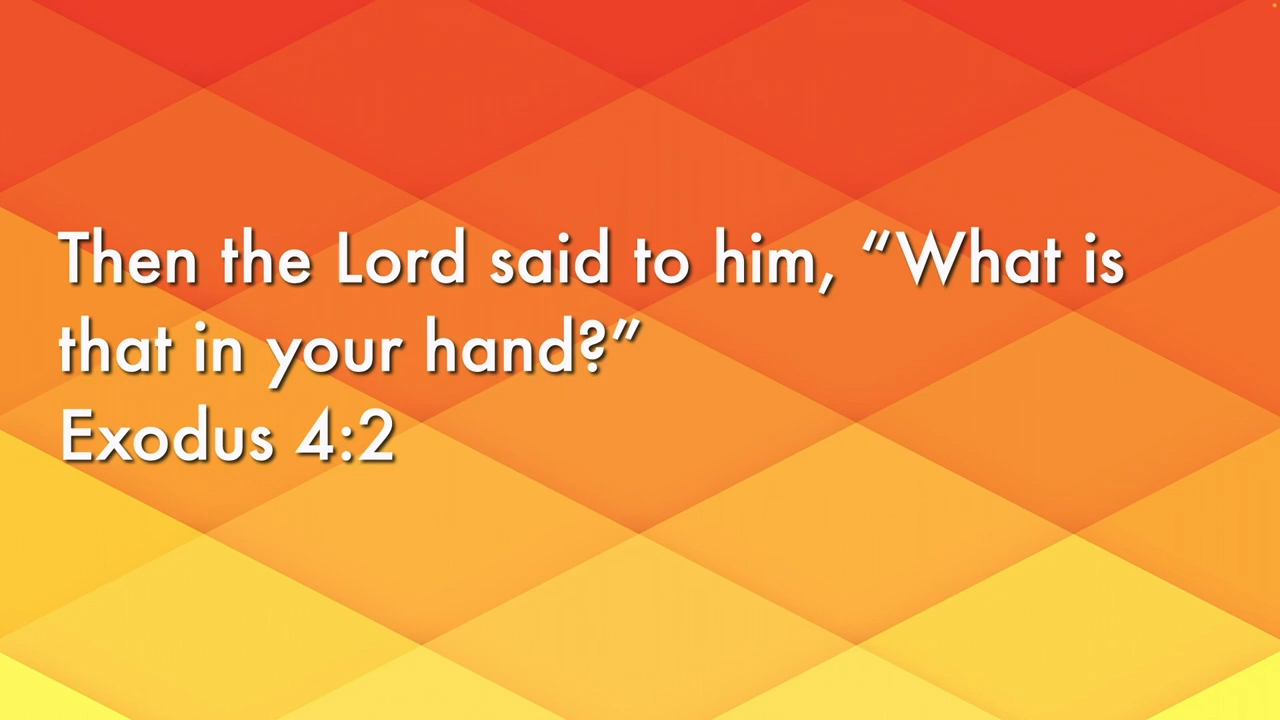 Then the Lord said to him, “What is
that in your hand?”
Exodus 4:2